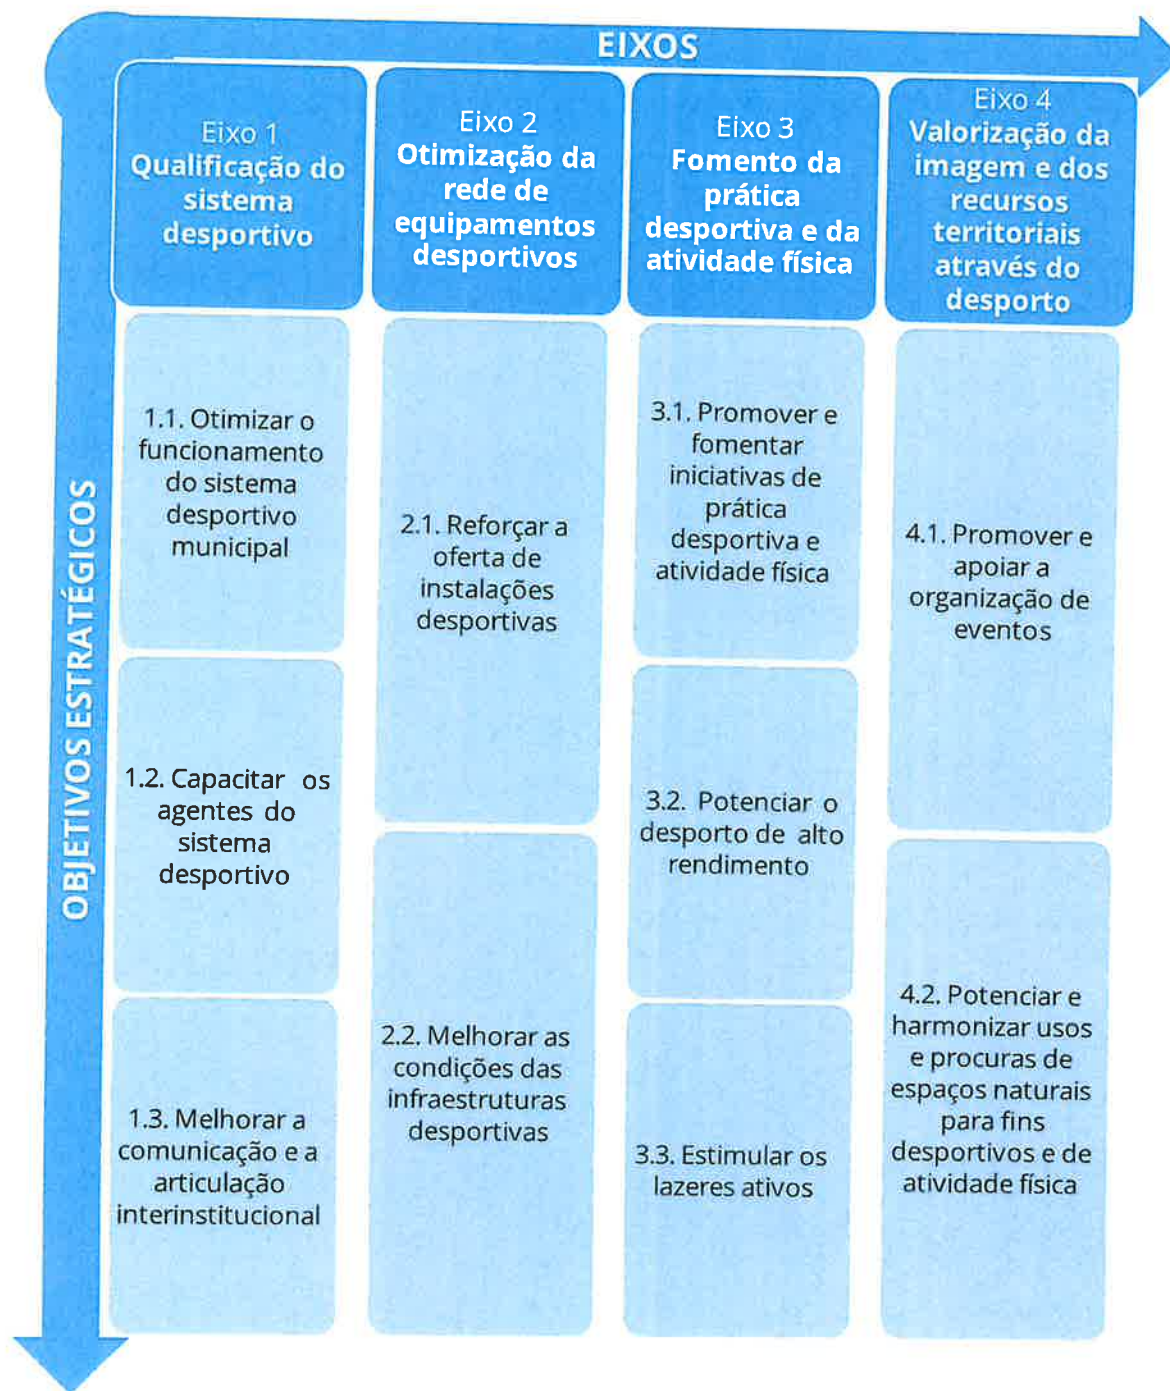 EIXOS
Eixo 1
Qualificação do
sistema
desportivo
Eixo 2
Otimização da
rede de
equipamentos
desportivos
Eixo 3
Fomento da
prática
desportiva e da
atividade física
Eixo 4
Valorização da
imagem e dos
recursos
territoriais
através do
desporto
OBJETIVOS ESTRATÉGICOS
1.1. Otimizar o
funcionamento
do sistema
desportivo
municipal
1.2. Capacitar os
agentes do
sistema
desportivo
1.3. Melhorar a
comunicação e a
articulação
interinstitucional
2.1. Reforçar a
oferta de
instalações
desportivas
2.2. Melhorar as
condições das
infraestruturas
desportivas
3.1. Promover e
fomentar
iniciativas de
prática
desportiva e
atividade física
3.2. Potenciar o
desporto de alto
rendimento
3.3. Estimular os
lazeres ativos
4.1. Promover e
apoiar a
organização de
eventos
4.2. Potenciar e
harmonizar usos
e procuras de
espaços naturais
para fins
desportivos e de
atividade física